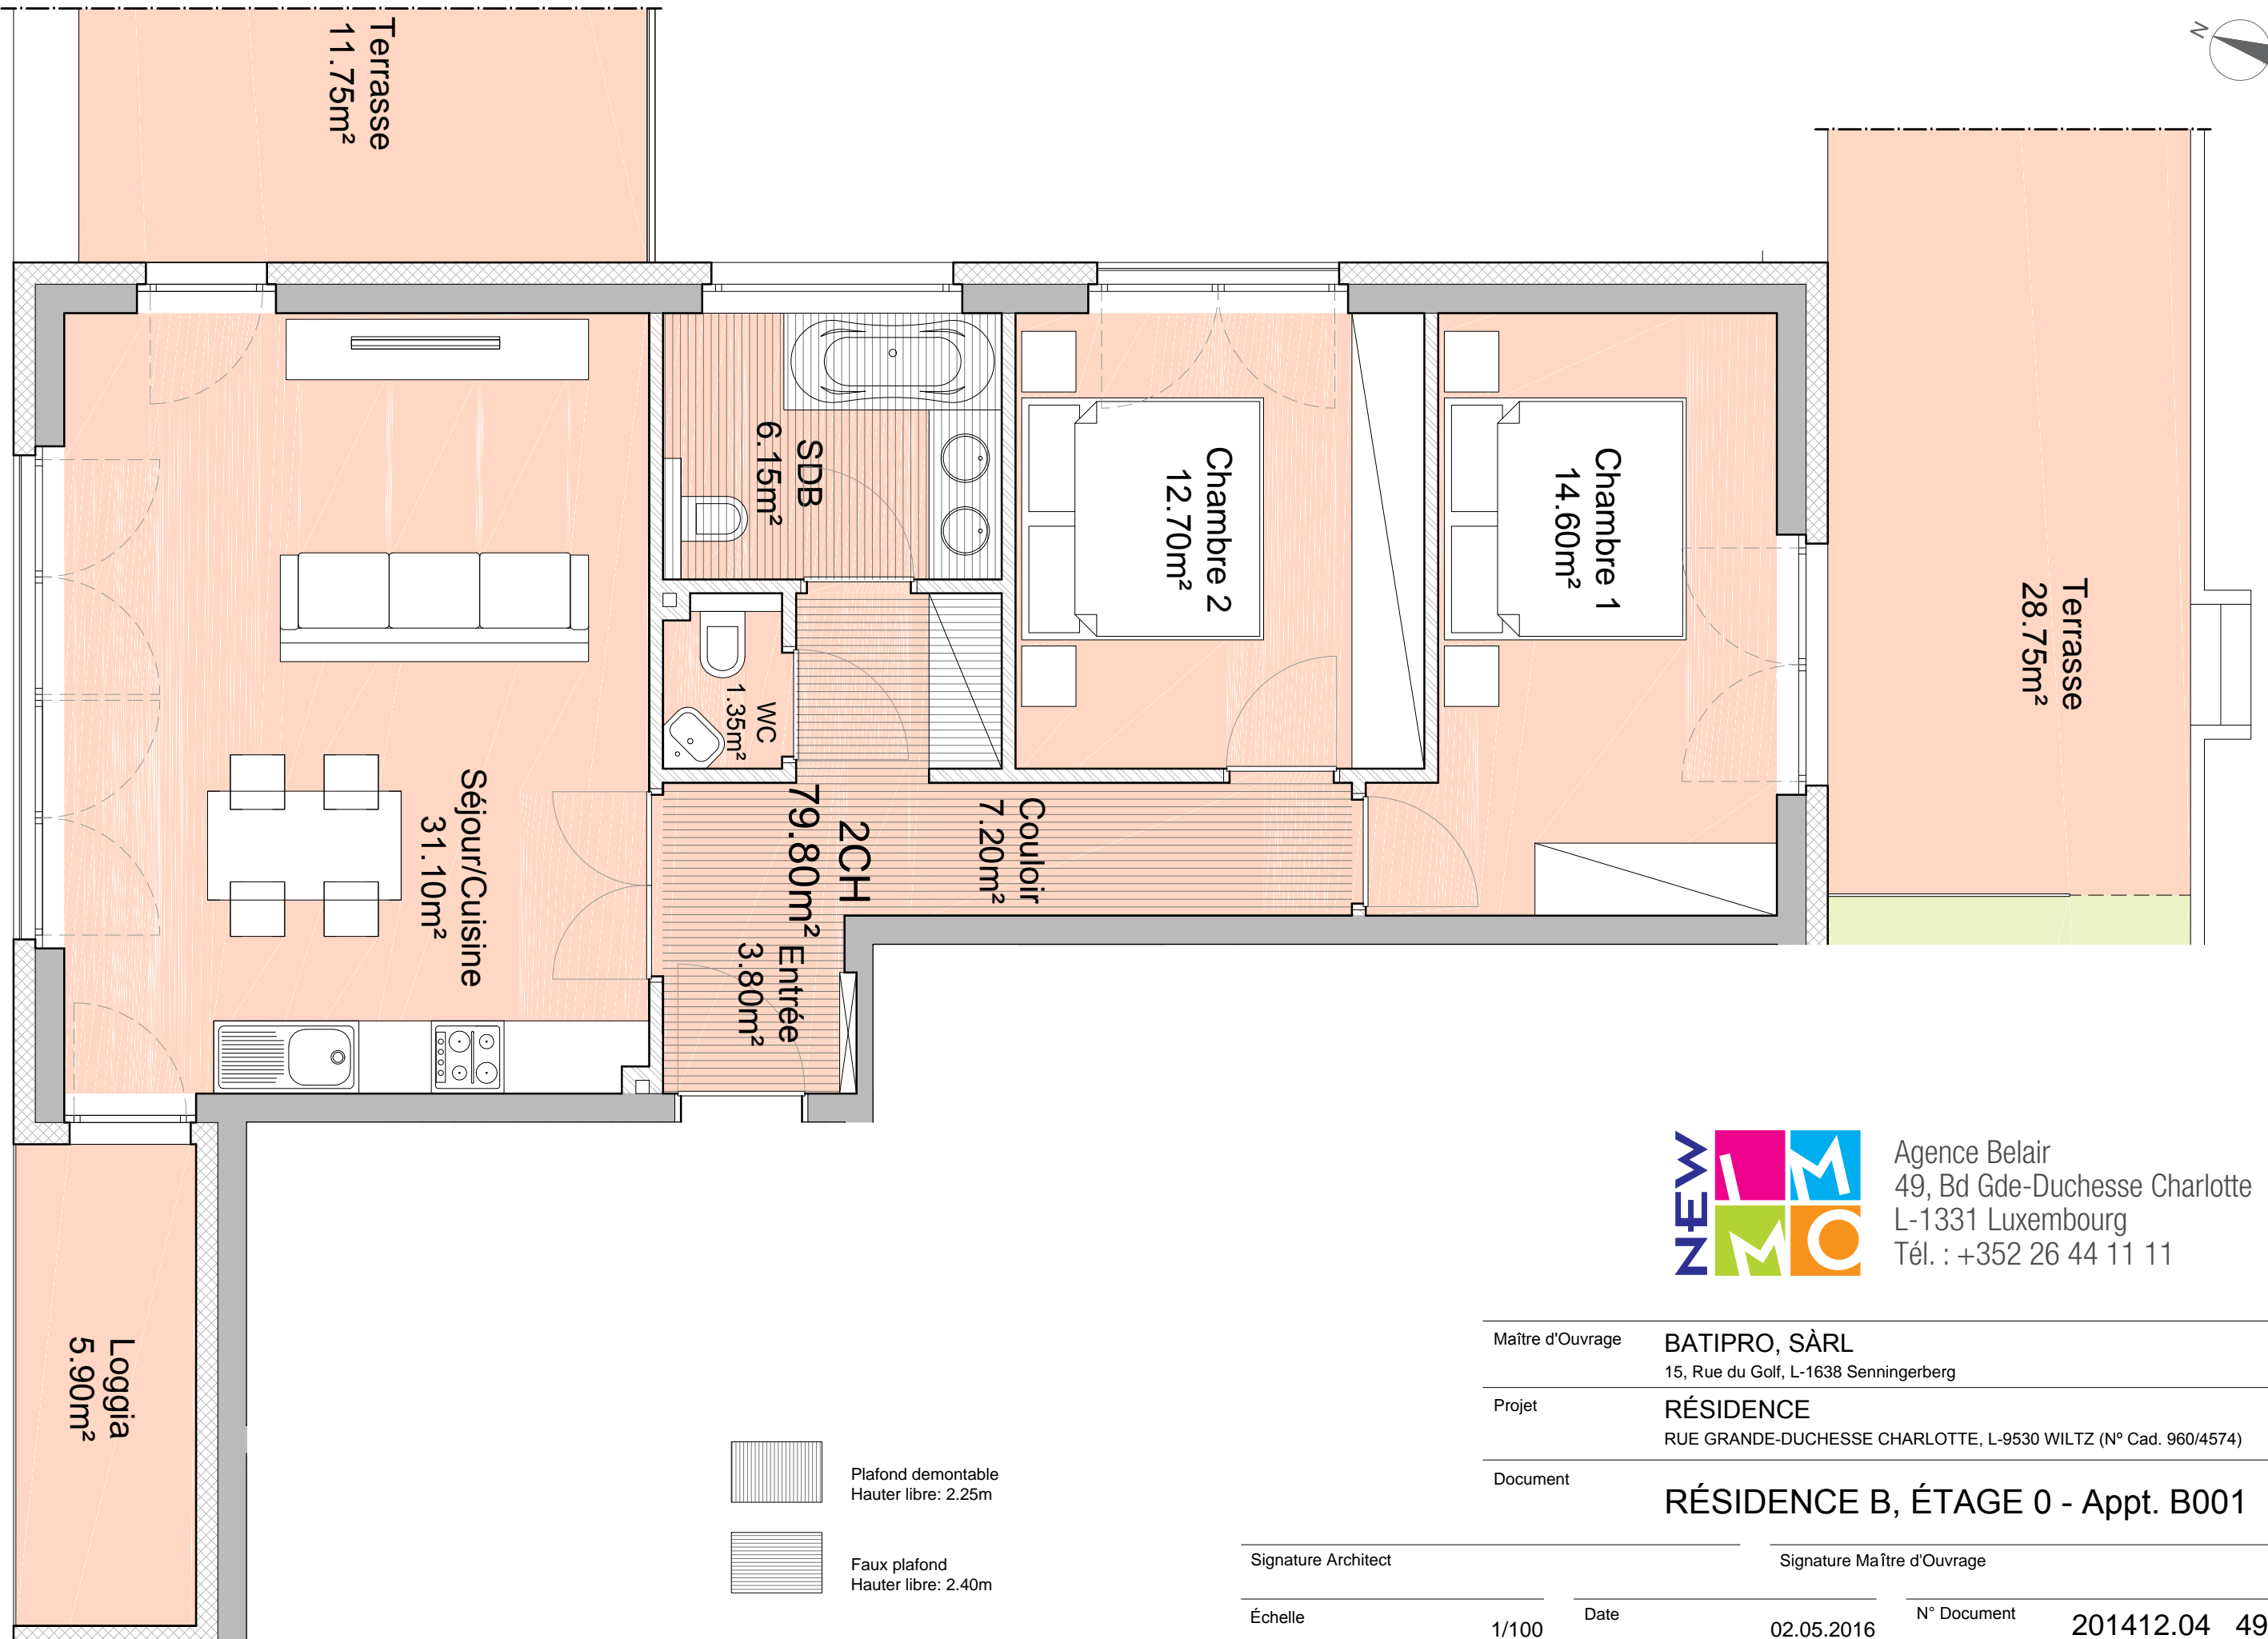 N
Terrasse
11.75m²
SDB
6.15m²
Chambre 2
12.70m²
Chambre 1
14.60m²
Terrasse
28.75m²
WC
1.35m²
Séjour/Cuisine
31.10m²
2CH
79.80m²
Couloir
7.20m²
Entrée
3.80m²
Loggia
5.90m²
Plafond demontable
Hauter libre: 2.25m
Faux plafond
Hauter libre: 2.40m
NEW IMMO
Agence Belair
49, Bd Gde-Duchesse Charlotte
L-1331 Luxembourg
Tél. : +352 26 44 11 11
Maître d'Ouvrage
BATIPRO, SÀRL
15, Rue du Golf, L-1638 Senningerberg
Projet
RÉSIDENCE
RUE GRANDE-DUCHESSE CHARLOTTE, L-9530 WILTZ (Nº Cad. 960/4574)
Document
RÉSIDENCE B, ÉTAGE 0 - Appt. B001
Signature Architect
Signature Maître d'Ouvrage
Échelle 1/100
Date 02.05.2016
N° Document 201412.04 49